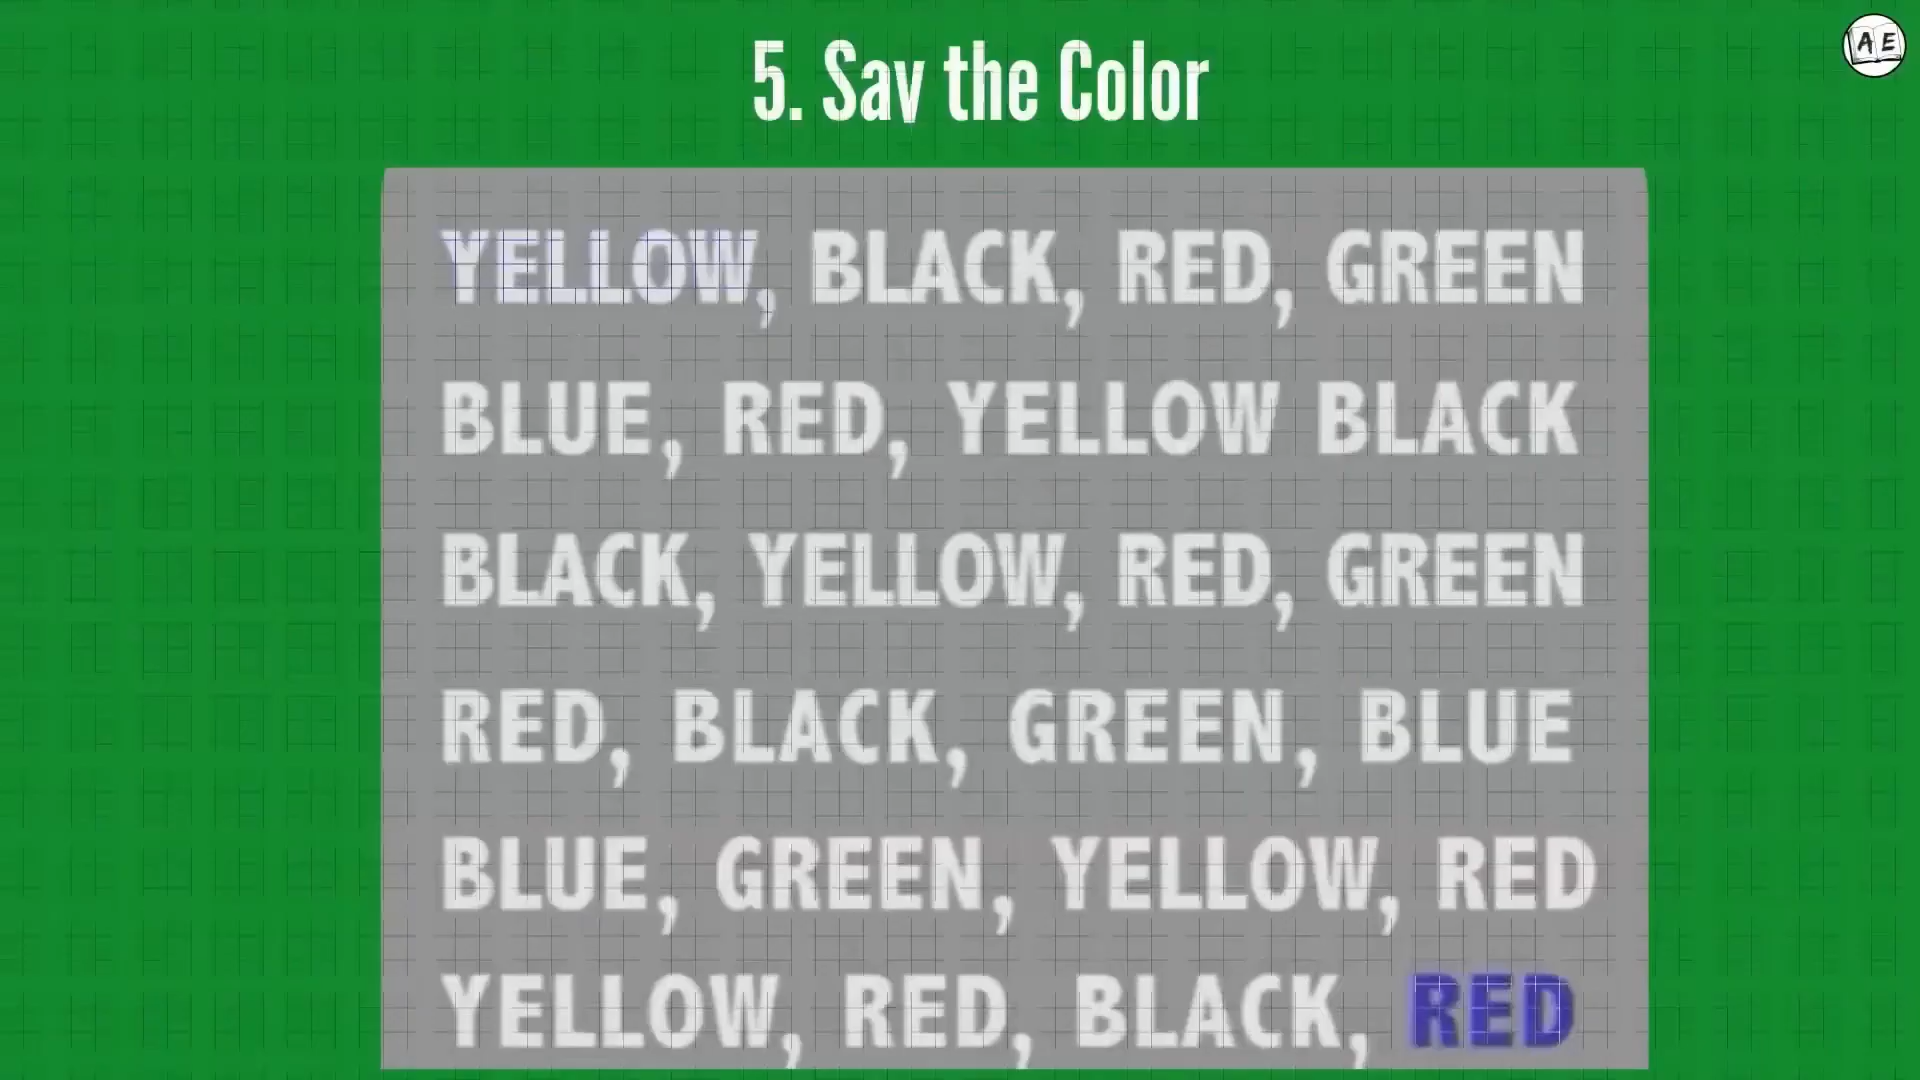 5. Sav the Color
A E
YELLOW, BLACK, RED, GREEN
BLUE, RED, YELLOW BLACK
BLACK, YELLOW, RED, GREEN
RED, BLACK, GREEN, BLUE
BLUE, GREEN, YELLOW, RED
YELLOW, RED, BLACK, RED